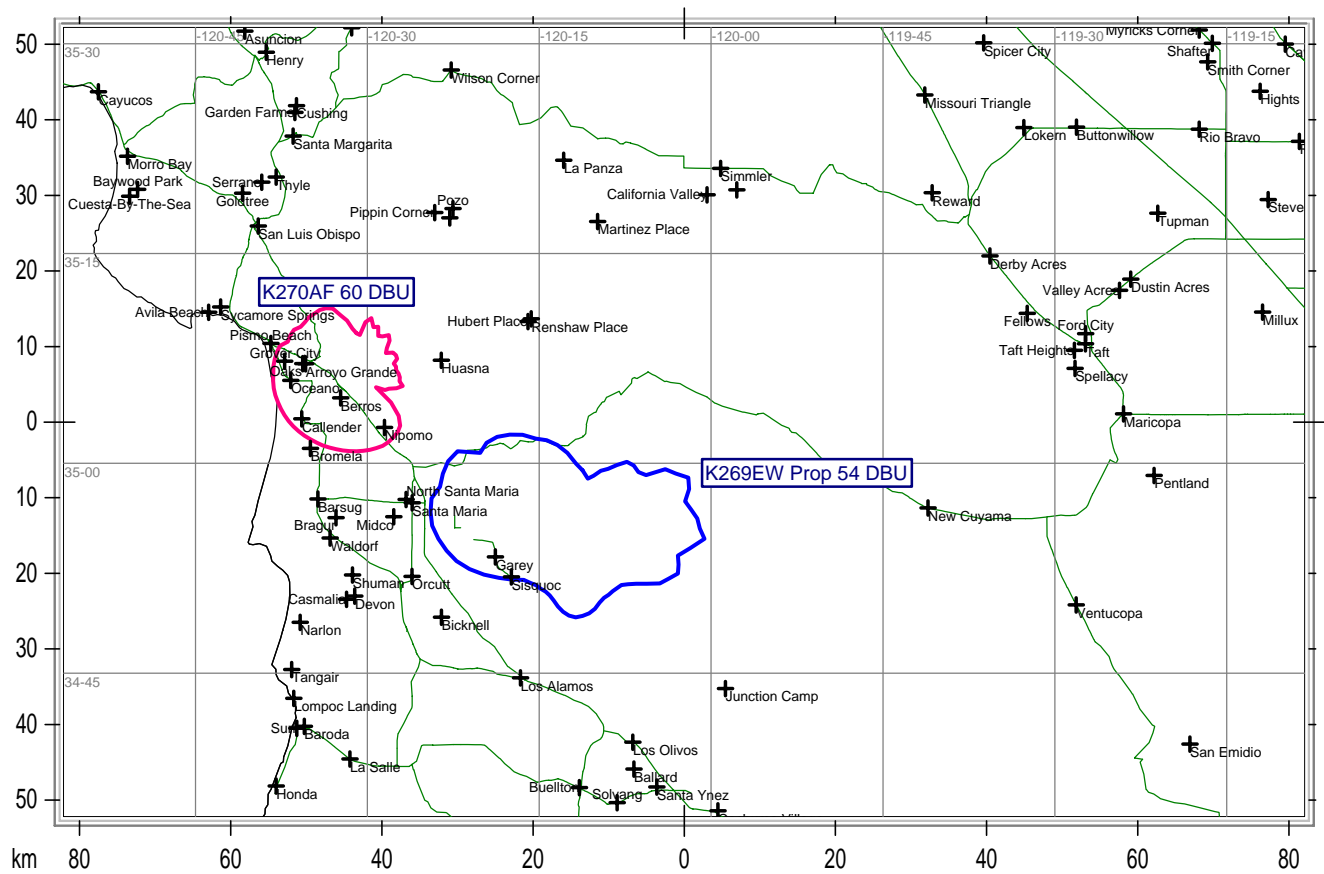 50
35-30
-120-45
-120-30
-120-15
-120-00
-119-45
-119-30
-119-15
Asuncion
Henry
Wilson Corner
Spicer City
Myricks Corner
Shafter
Smith Corner
Cayucos
Missouri Triangle
Hights
40
Garden Farms
Cushing
Santa Margarita
Lokern
Buttonwillow
Rio Bravo
Morro Bay
La Panza
Simmler
30
Baywood Park
Serrano
Thyle
Cuesta-By-The-Sea
Goldtree
Pozo
Pippin Corner
California Valley
Reward
Steve
San Luis Obispo
Martinez Place
Tupman
20
35-15
Derby Acres
K270AF 60 DBU
Valley Acres
Dustin Acres
Avila Beach
Sycamore Springs
Hubert Place
Renshaw Place
Fellows
Ford City
Millux
10
Pismo Beach
Grover City
Taft Heights
Taft
Oaks
Arroyo Grande
Huasna
Spellacy
Oceano
Berros
0
Callender
Nipomo
Maricopa
Bromela
35-00
K269EW Prop 54 DBU
Pentland
10
North Santa Maria
Barsug
Santa Maria
New Cuyama
Bragur
Midco
Waldorf
Garey
20
Shuman
Orcutt
Sisquoc
Casmalia
Devon
Ventucopa
Narlon
Bicknell
30
34-45
Tangair
Los Alamos
Junction Camp
Lompoc Landing
40
Baroda
Los Olivos
San Emidio
La Salle
Ballard
Honda
Buellton
Solvang
Santa Ynez
50
km
80
60
40
20
0
20
40
60
80